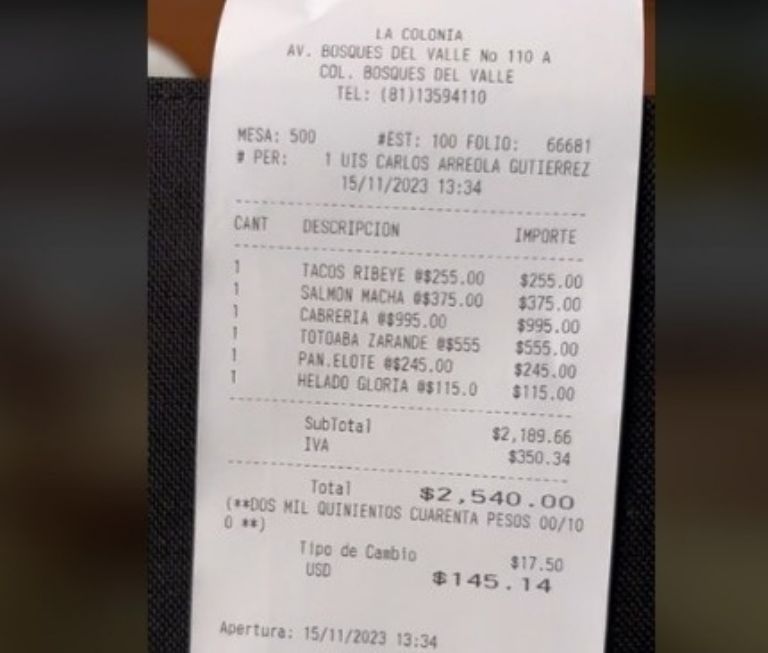 LA COLONIA
AV. BOSQUES DEL VALLE No 110 A
COL. BOSQUES DEL VALLE
TEL: (81)13594110
MESA: 500 #EST: 100 FOLIO: 66681
# PER: 1 UIS CARLOS ARREOLA GUTIERREZ
15/11/2023 13:34
CANT DESCRIPCION IMPORTE
1 TACOS RIBEYE @$255.00 $255.00
1 SALMON MACHA @$375.00 $375.00
1 CABRERIA @$995.00 $995.00
1 TOTOABA ZARANDE @$555 $555.00
1 PAN.ELOTE @$245.00 $245.00
1 HELADO GLORIA @$115.0 $115.00
SubTotal $2,189.66
IVA $350.34
Total $2,540.00
(**DOS MIL QUINIENTOS CUARENTA PESOS 00/10
0 **)
Tipo de Cambio $17.50
USD $145.14
Apertura: 15/11/2023 13:34